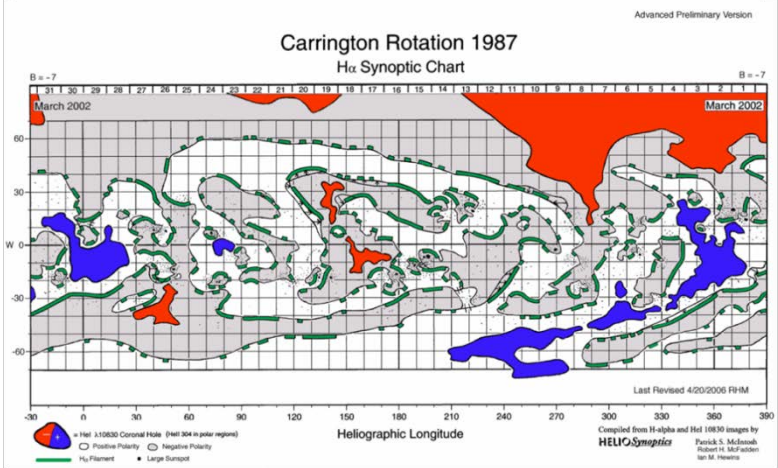 Advanced Preliminary Version
Carrington Rotation 1987
Hα Synoptic Chart
B = -7
B = -7
31 30 29 28 27 26 25 24 23 22 21 20 19 18 17 16 15 14 13 12 11 10 9 8 7 6 5 4 3 2 1
March 2002
March 2002
60
30
W 0
-30
-60
Last Revised 4/20/2006 RHM
-30 0 30 60 90 120 150 180 210 240 270 300 330 360 390
Heliographic Longitude
- + = HeI λ10830 Coronal Hole (HeII 304 in polar regions)
Positive Polarity Negative Polarity
Hα Filament Large Sunspot
Compiled from H-alpha and HeI 10830 images by
HELIOSynoptics
Patrick S. McIntosh
Robert H. McFadden
Ian M. Hewins